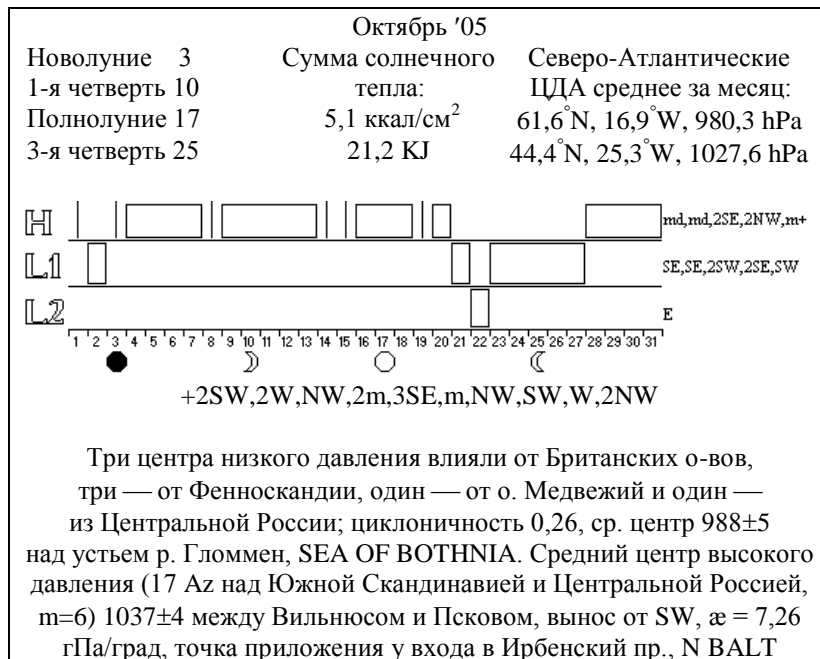 Октябрь ′05
Новолуние 3 Сумма солнечного Северо-Атлантические
1-я четверть 10 тепла: ЦДА среднее за месяц:
Полнолуние 17 5,1 ккал/см² 61,6°N, 16,9°W, 980,3 hPa
3-я четверть 25 21,2 KJ 44,4°N, 25,3°W, 1027,6 hPa
H md,md,2SE,2NW,m+
L1 SE,SE,2SW,2SE,SW
L2 E
1 2 3 4 5 6 7 8 9 10 11 12 13 14 15 16 17 18 19 20 21 22 23 24 25 26 27 28 29 30 31
+2SW,2W,NW,2m,3SE,m,NW,SW,W,2NW
Три центра низкого давления влияли от Британских о-вов,
три — от Фенноскандии, один — от о. Медвежий и один —
из Центральной России; циклоничность 0,26, ср. центр 988±5
над устьем р. Гломмен, SEA OF BOTHNIA. Средний центр высокого
давления (17 Az над Южной Скандинавией и Центральной Россией,
m=6) 1037±4 между Вильнюсом и Псковом, вынос от SW, æ = 7,26
гПа/град, точка приложения у входа в Ирбенский пр., N BALT